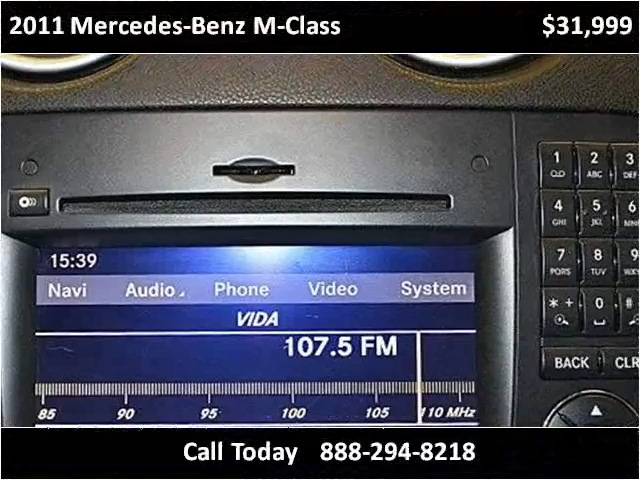 2011 Mercedes-Benz M-Class $31,999
15:39
Navi Audio Phone Video System
VIDA
107.5 FM
85 90 95 100 105 110 MHz
1 2 3
ABC DEF
4 5 6
GHI JKL
7 8 9
PQRS TUV
* + 0 #
BACK CLR
Call Today 888-294-8218